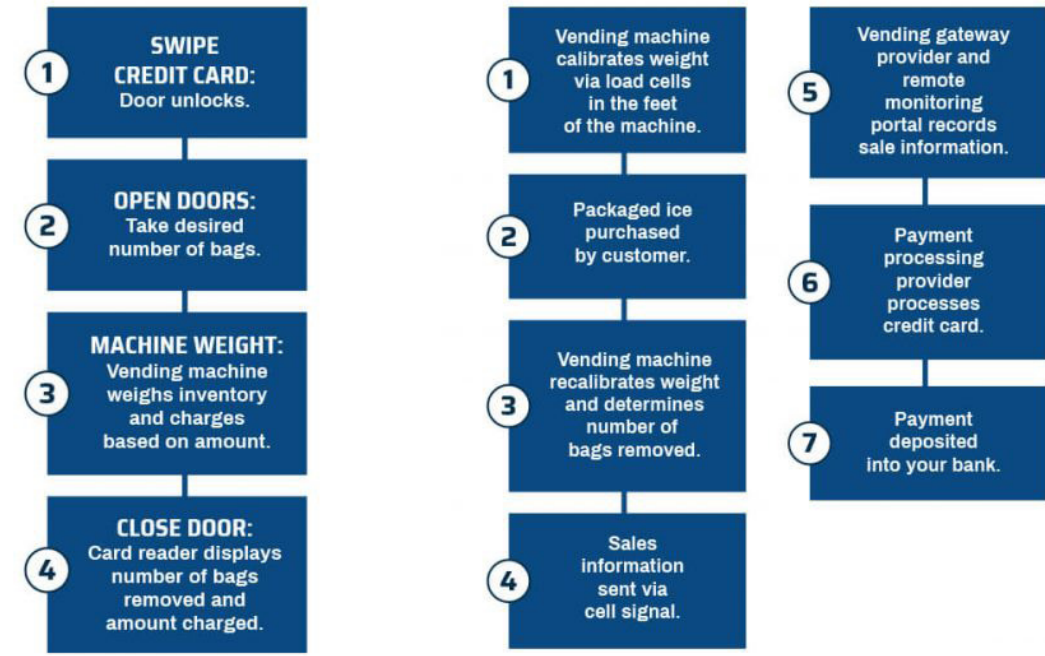 1
SWIPE
CREDIT CARD:
Door unlocks.
2
OPEN DOORS:
Take desired
number of bags.
3
MACHINE WEIGHT:
Vending machine
weighs inventory
and charges
based on amount.
4
CLOSE DOOR:
Card reader displays
number of bags
removed and
amount charged.
1
Vending machine
calibrates weight
via load cells
in the feet
of the machine.
2
Packaged ice
purchased
by customer.
3
Vending machine
recalibrates weight
and determines
number of
bags removed.
4
Sales
information
sent via
cell signal.
5
Vending gateway
provider and
remote
monitoring
portal records
sale information.
6
Payment
processing
provider
processes
credit card.
7
Payment
deposited
into your bank.